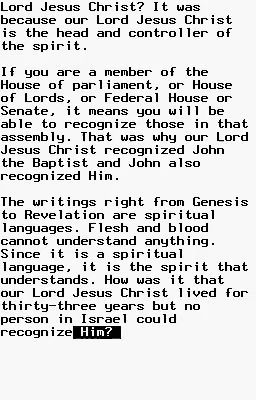 Lord Jesus Christ? It was
because our Lord Jesus Christ
is the head and controller of
the spirit.
If you are a member of the
House of parliament, or House
of Lords, or Federal House or
Senate, it means you will be
able to recognize those in that
assembly. That was why our Lord
Jesus Christ recognized John
the Baptist and John also
recognized Him.
The writings right from Genesis
to Revelation are spiritual
languages. Flesh and blood
cannot understand anything.
Since it is a spiritual
language, it is the spirit that
understands. How was it that
our Lord Jesus Christ lived for
thirty-three years but no
person in Israel could
recognize Him?